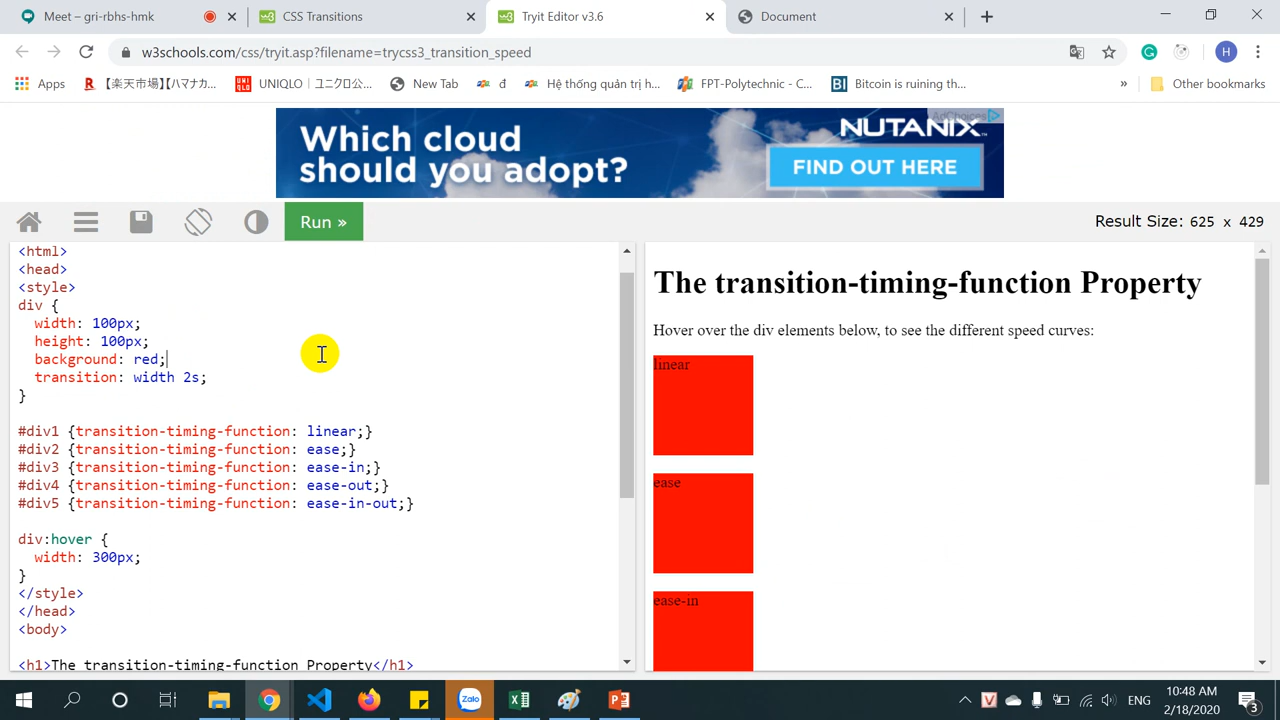 Meet – gri-rbhs-hmk
CSS Transitions
Tryit Editor v3.6
Document
w3schools.com/css/tryit.asp?filename=trycss3_transition_speed
H
Apps
【楽天市場】【ハマナカ...
UNIQLO｜ユニクロ公...
New Tab
đ
Hệ thống quản trị h...
FPT-Polytechnic - C...
BI
Bitcoin is ruining th...
»
Other bookmarks
Which cloud
should you adopt?
AdChoices
NUTANIX
FIND OUT HERE
Run »
Result Size: 625 x 429
<html>
<head>
<style>
div {
width: 100px;
height: 100px;
background: red;
transition: width 2s;
}
#div1 {transition-timing-function: linear;}
#div2 {transition-timing-function: ease;}
#div3 {transition-timing-function: ease-in;}
#div4 {transition-timing-function: ease-out;}
#div5 {transition-timing-function: ease-in-out;}
div:hover {
width: 300px;
}
</style>
</head>
<body>
<h1>The transition-timing-function Property</h1>
The transition-timing-function Property
Hover over the div elements below, to see the different speed curves:
linear
ease
ease-in
Zalo
V
ENG
10:48 AM
2/18/2020
3